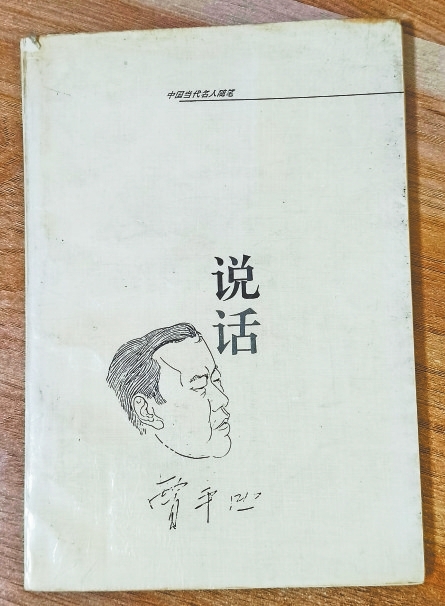 中国当代名人随笔
说
话
贾平凹